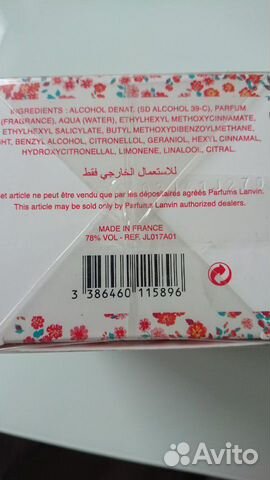 INGREDIENTS : ALCOHOL DENAT. (SD ALCOHOL 39-C), PARFUM
(FRAGRANCE), AQUA (WATER), ETHYLHEXYL METHOXYCINNAMATE,
ETHYLHEXYL SALICYLATE, BUTYL METHOXYDIBENZOYLMETHANE,
BENZYL ALCOHOL, CITRONELLOL, GERANIOL, HEXYL CINNAMAL,
HYDROXYCITRONELLAL, LIMONENE, LINALOOL, CITRAL.
للاستعمال الخارجي فقط
et article ne peut être vendu que par les dépositaires agréés Parfums Lanvin.
This article may be sold only by Parfums Lanvin authorized dealers.
MADE IN FRANCE
78% VOL - REF. JL017A01
3 386460 115896
Avito